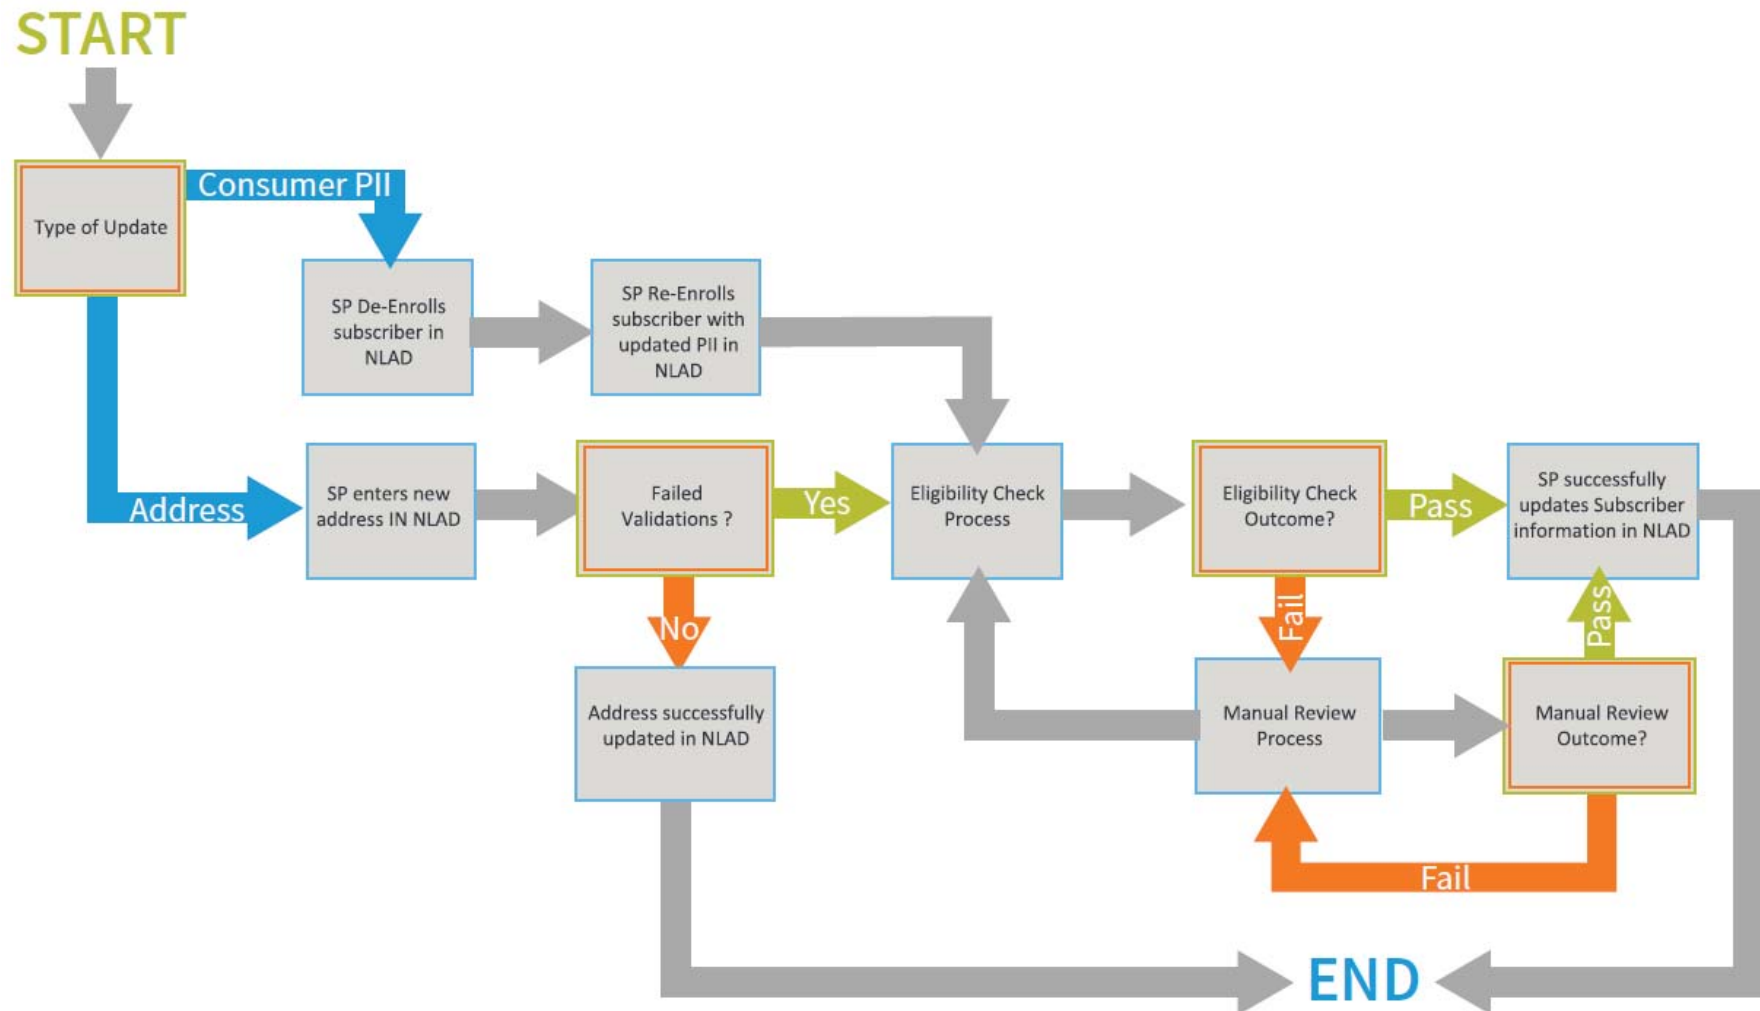 START
Consumer PII
Type of Update
SP De-Enrolls
subscriber in
NLAD
SP Re-Enrolls
subscriber with
updated PII in
NLAD
Address
SP enters new
address IN NLAD
Failed
Validations ?
Yes
Eligibility Check
Process
Eligibility Check
Outcome?
Pass
SP successfully
updates Subscriber
information in NLAD
No
Fail
Pass
Address successfully
updated in NLAD
Manual Review
Process
Manual Review
Outcome?
Fail
END